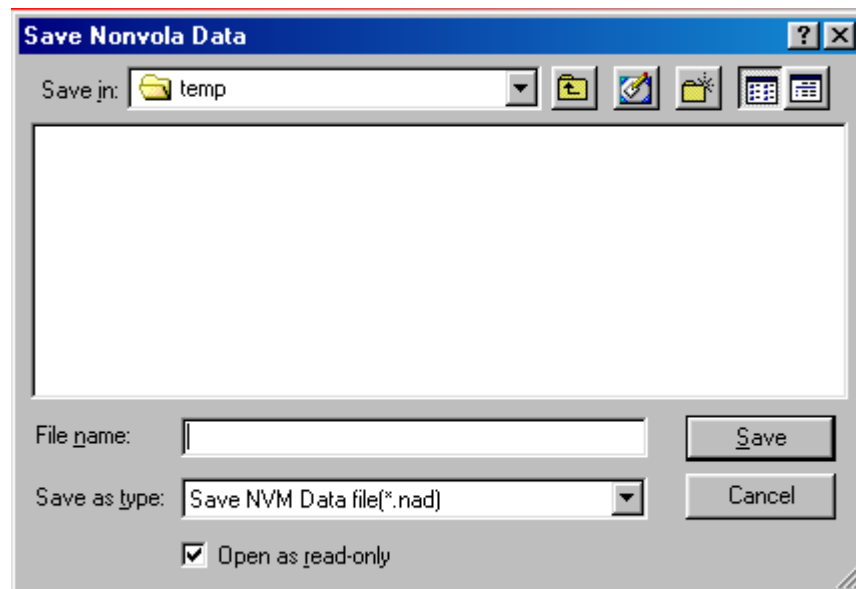 Save Nonvola Data
Save in: temp
File name:
Save
Save as type: Save NVM Data file(*.nad)
Cancel
Open as read-only